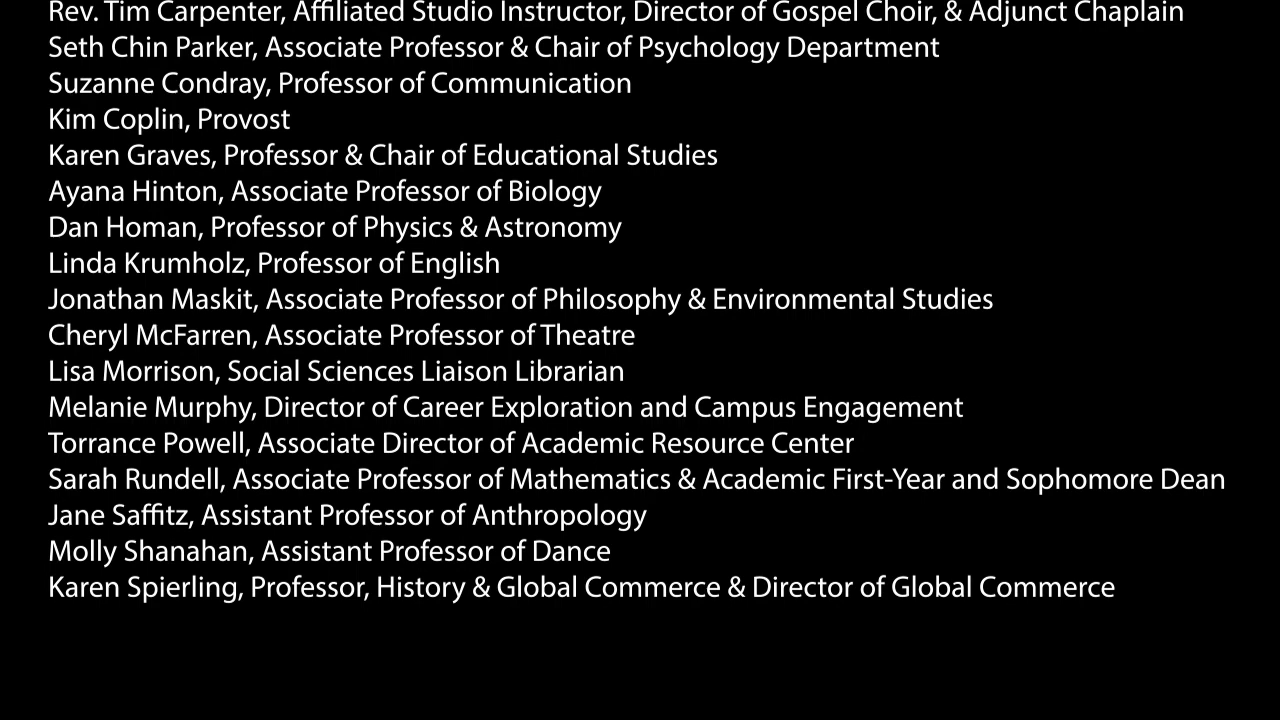 Rev. Tim Carpenter, Affiliated Studio Instructor, Director of Gospel Choir, & Adjunct Chaplain
Seth Chin Parker, Associate Professor & Chair of Psychology Department
Suzanne Condray, Professor of Communication
Kim Coplin, Provost
Karen Graves, Professor & Chair of Educational Studies
Ayana Hinton, Associate Professor of Biology
Dan Homan, Professor of Physics & Astronomy
Linda Krumholz, Professor of English
Jonathan Maskit, Associate Professor of Philosophy & Environmental Studies
Cheryl McFarren, Associate Professor of Theatre
Lisa Morrison, Social Sciences Liaison Librarian
Melanie Murphy, Director of Career Exploration and Campus Engagement
Torrance Powell, Associate Director of Academic Resource Center
Sarah Rundell, Associate Professor of Mathematics & Academic First-Year and Sophomore Dean
Jane Saffitz, Assistant Professor of Anthropology
Molly Shanahan, Assistant Professor of Dance
Karen Spierling, Professor, History & Global Commerce & Director of Global Commerce